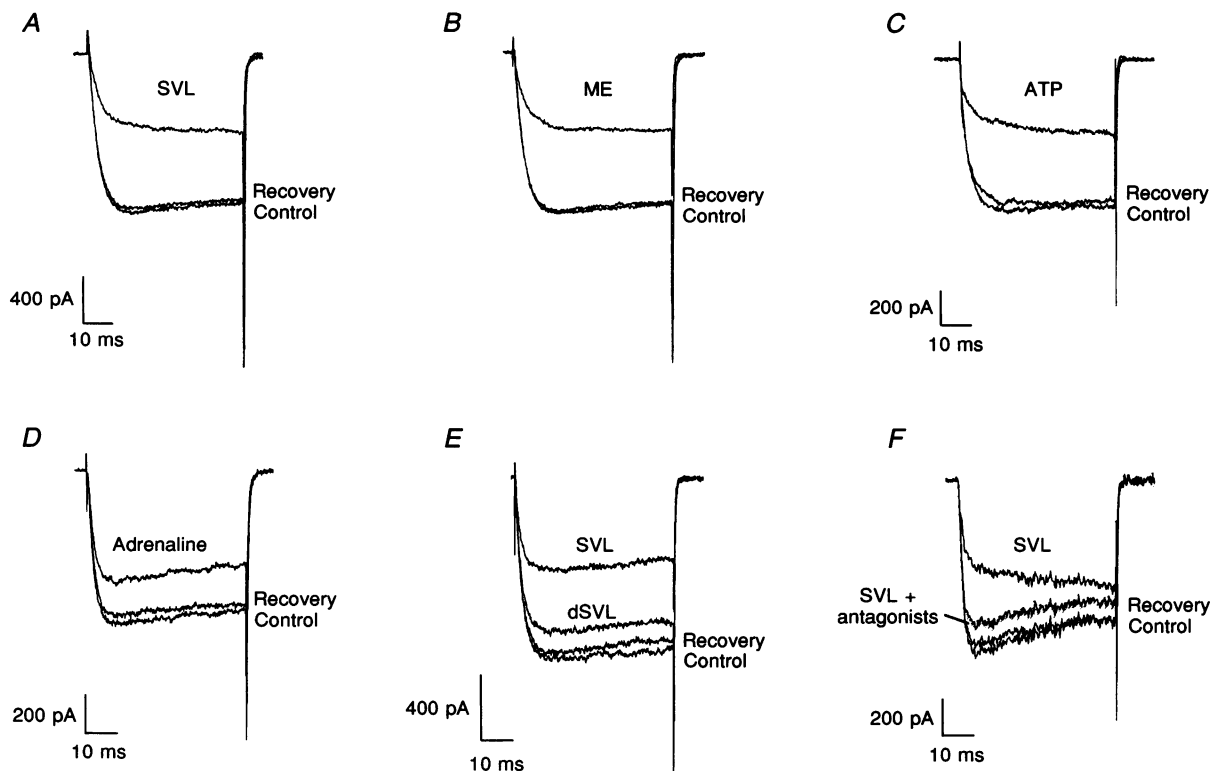 A
SVL
Recovery
Control
400 pA
10 ms
B
ME
Recovery
Control
C
ATP
Recovery
Control
200 pA
10 ms
D
Adrenaline
Recovery
Control
200 pA
10 ms
E
SVL
dSVL
Recovery
Control
400 pA
10 ms
F
SVL
SVL +
antagonists
Recovery
Control
200 pA
10 ms